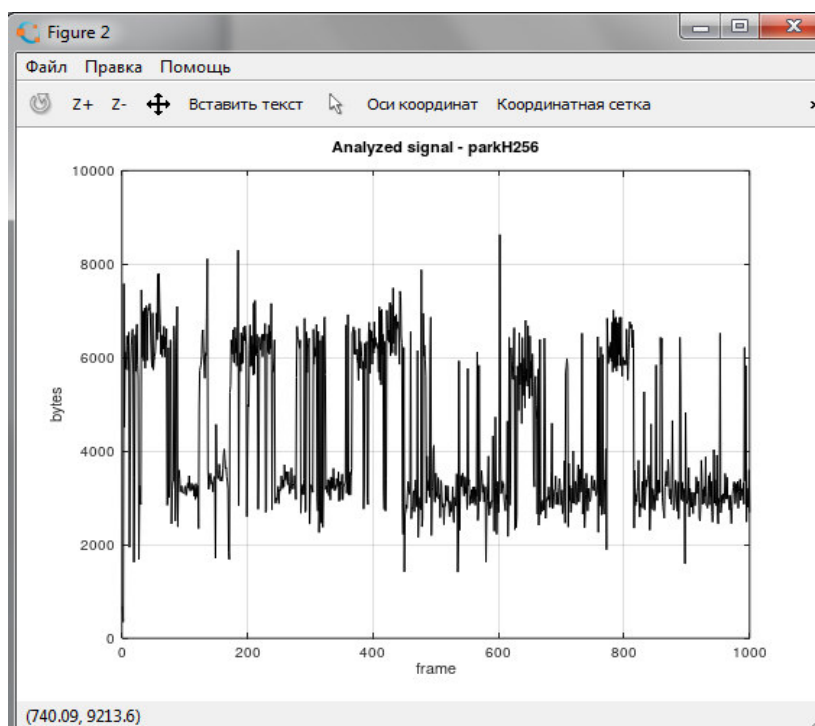 Figure 2
Файл Правка Помощь
Z+ Z- Вставить текст Оси координат Координатная сетка
Analyzed signal - parkH256
10000
8000
6000
4000
2000
0
bytes
0 200 400 600 800 1000
frame
(740.09, 9213.6)